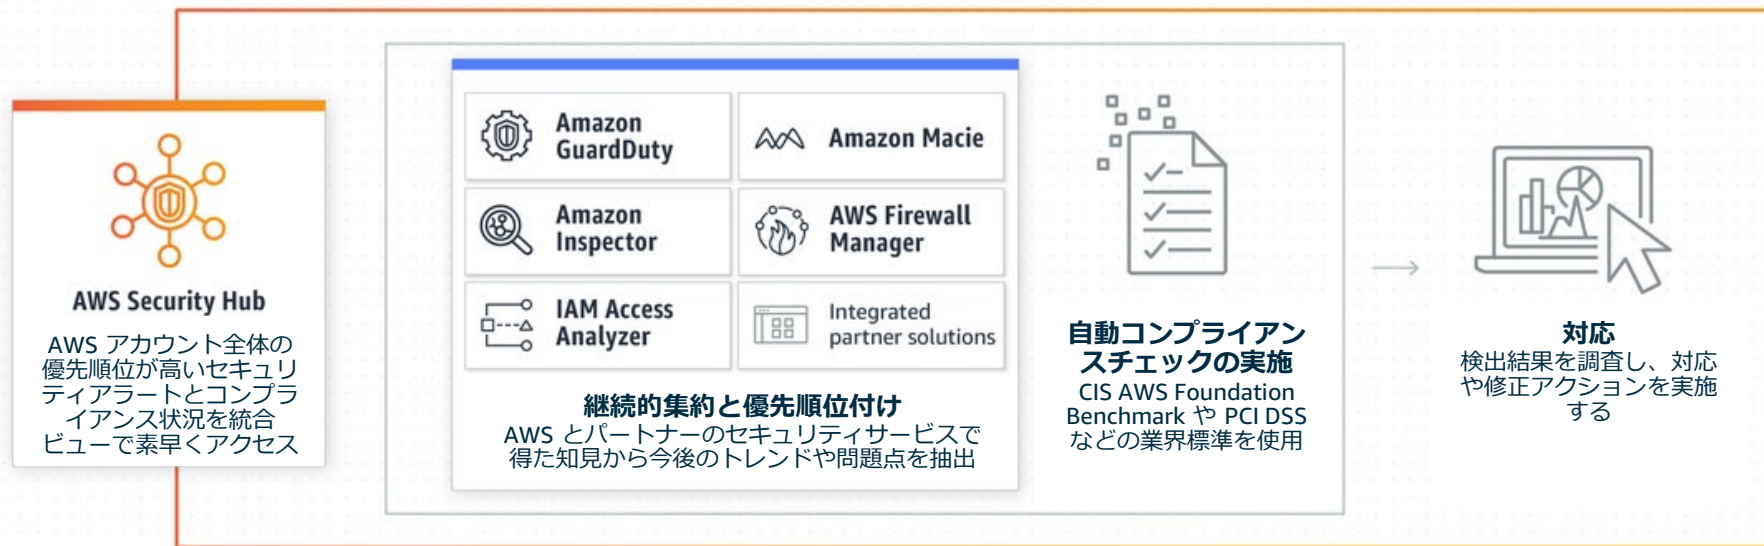 AWS Security Hub
AWS アカウント全体の
優先順位が高いセキュリ
ティアラートとコンプラ
イアンス状況を統合
ビューで素早くアクセス
Amazon
GuardDuty
Amazon Macie
Amazon
Inspector
AWS Firewall
Manager
IAM Access
Analyzer
Integrated
partner solutions
継続的集約と優先順位付け
AWS とパートナーのセキュリティサービスで
得た知見から今後のトレンドや問題点を抽出
自動コンプライアン
スチェックの実施
CIS AWS Foundation
Benchmark や PCI DSS
などの業界標準を使用
対応
検出結果を調査し、対応
や修正アクションを実施
する